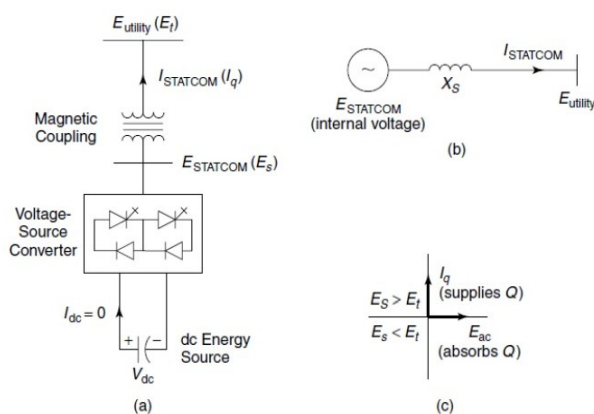 E_utility (E_t)
I_STATCOM (I_q)
Magnetic
Coupling
E_STATCOM (E_s)
Voltage-
Source
Converter
I_dc = 0
+ −
dc Energy
Source
V_dc
(a)
~
I_STATCOM
X_S
E_STATCOM
(internal voltage)
E_utility
(b)
I_q
(supplies Q)
E_S > E_t
E_s < E_t
E_ac
(absorbs Q)
(c)